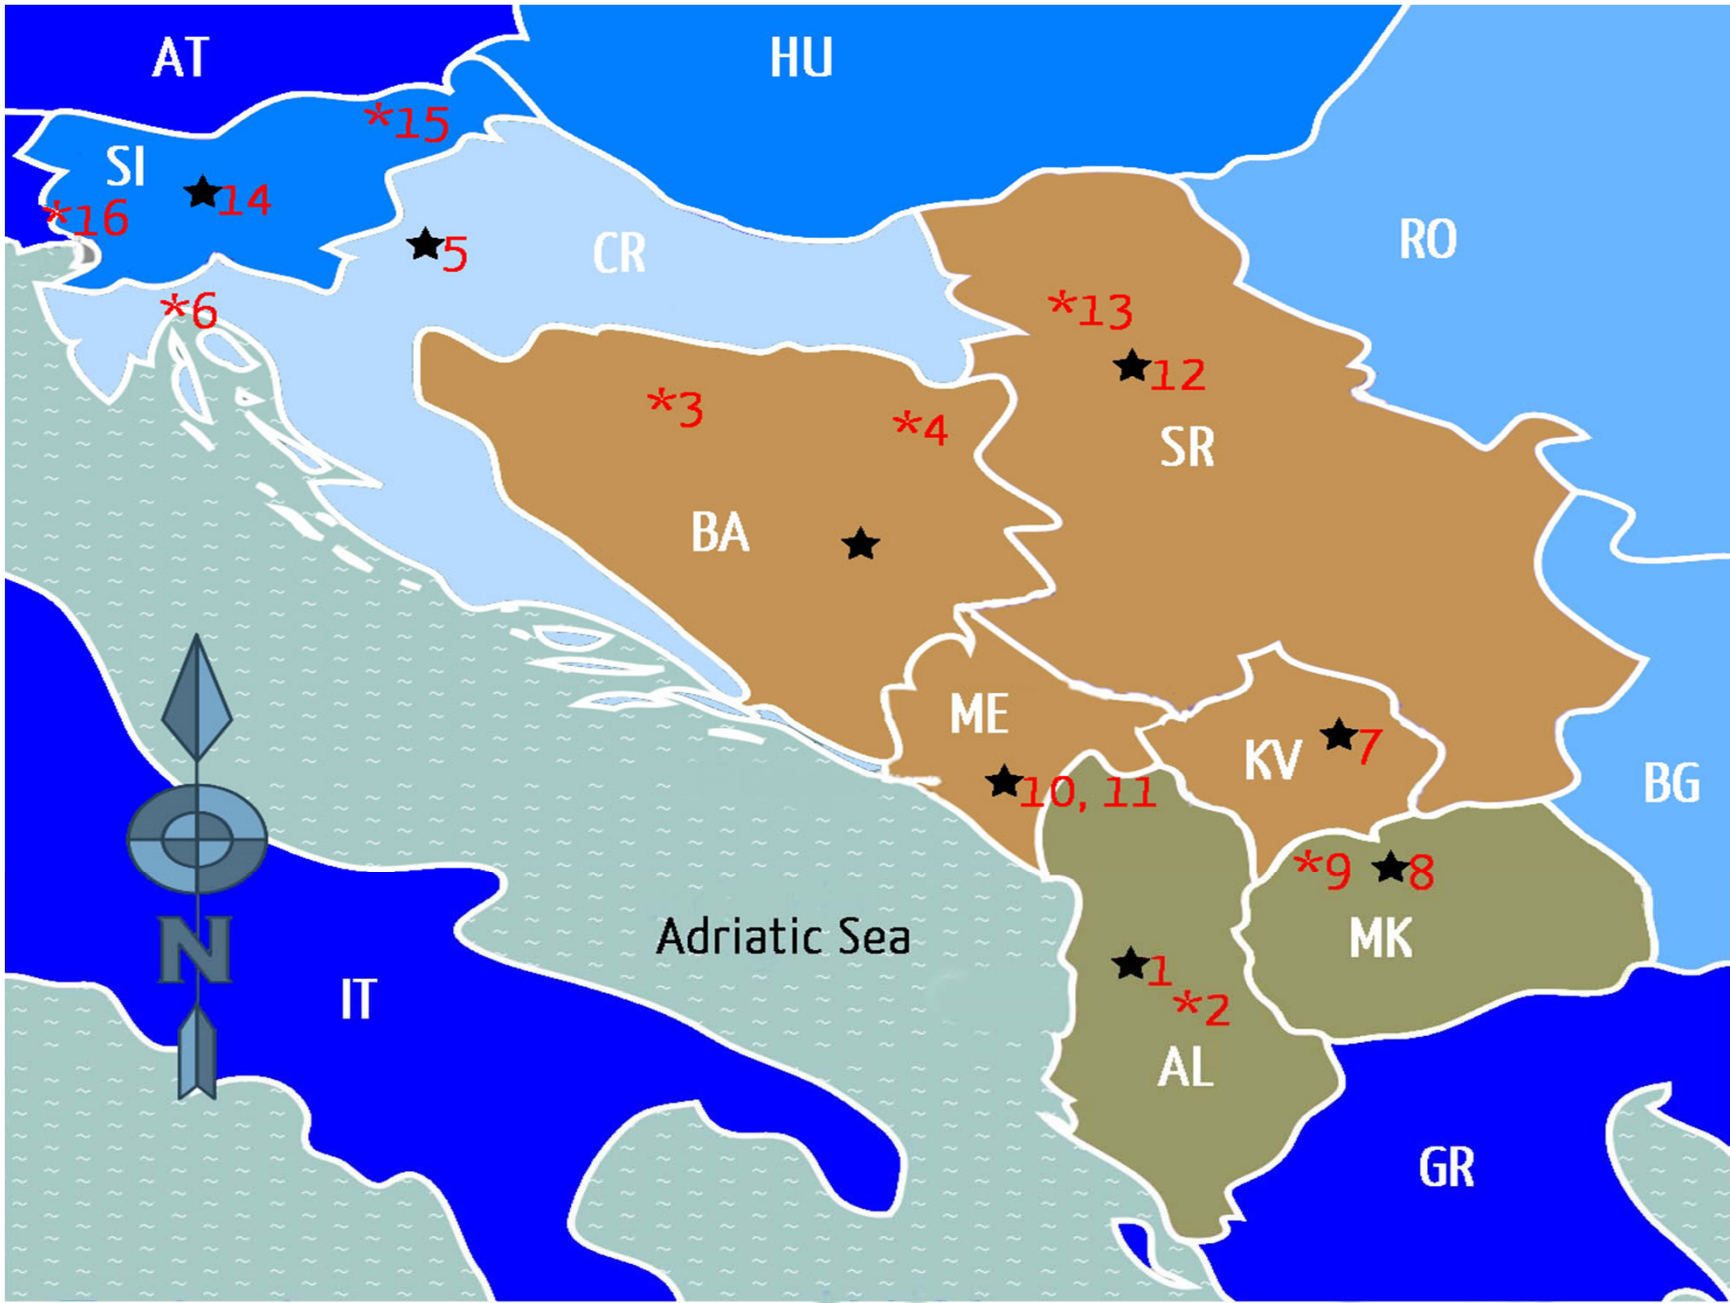 AT
HU
*15
SI
14
*16
5
CR
RO
*6
*13
12
*3
*4
SR
BA
ME
KV
7
BG
10, 11
*9
8
N
Adriatic Sea
MK
IT
1
*2
AL
GR